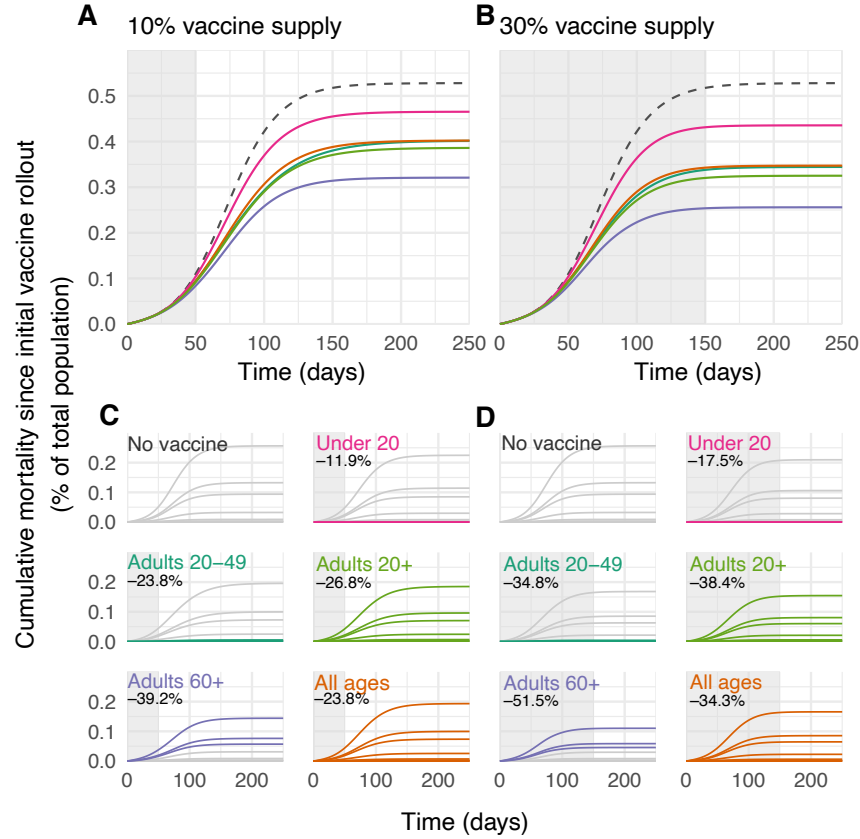 A 10% vaccine supply
B 30% vaccine supply
Cumulative mortality since initial vaccine rollout
(% of total population)
0.5
0.4
0.3
0.2
0.1
0.0
0 50 100 150 200 250
0 50 100 150 200 250
Time (days)
Time (days)
C
D
No vaccine
Under 20
−11.9%
No vaccine
Under 20
−17.5%
0.2
0.1
0.0
Adults 20−49
−23.8%
Adults 20+
−26.8%
Adults 20−49
−34.8%
Adults 20+
−38.4%
0.2
0.1
0.0
Adults 60+
−39.2%
All ages
−23.8%
Adults 60+
−51.5%
All ages
−34.3%
0.2
0.1
0.0
0 100 200
0 100 200
0 100 200
0 100 200
Time (days)